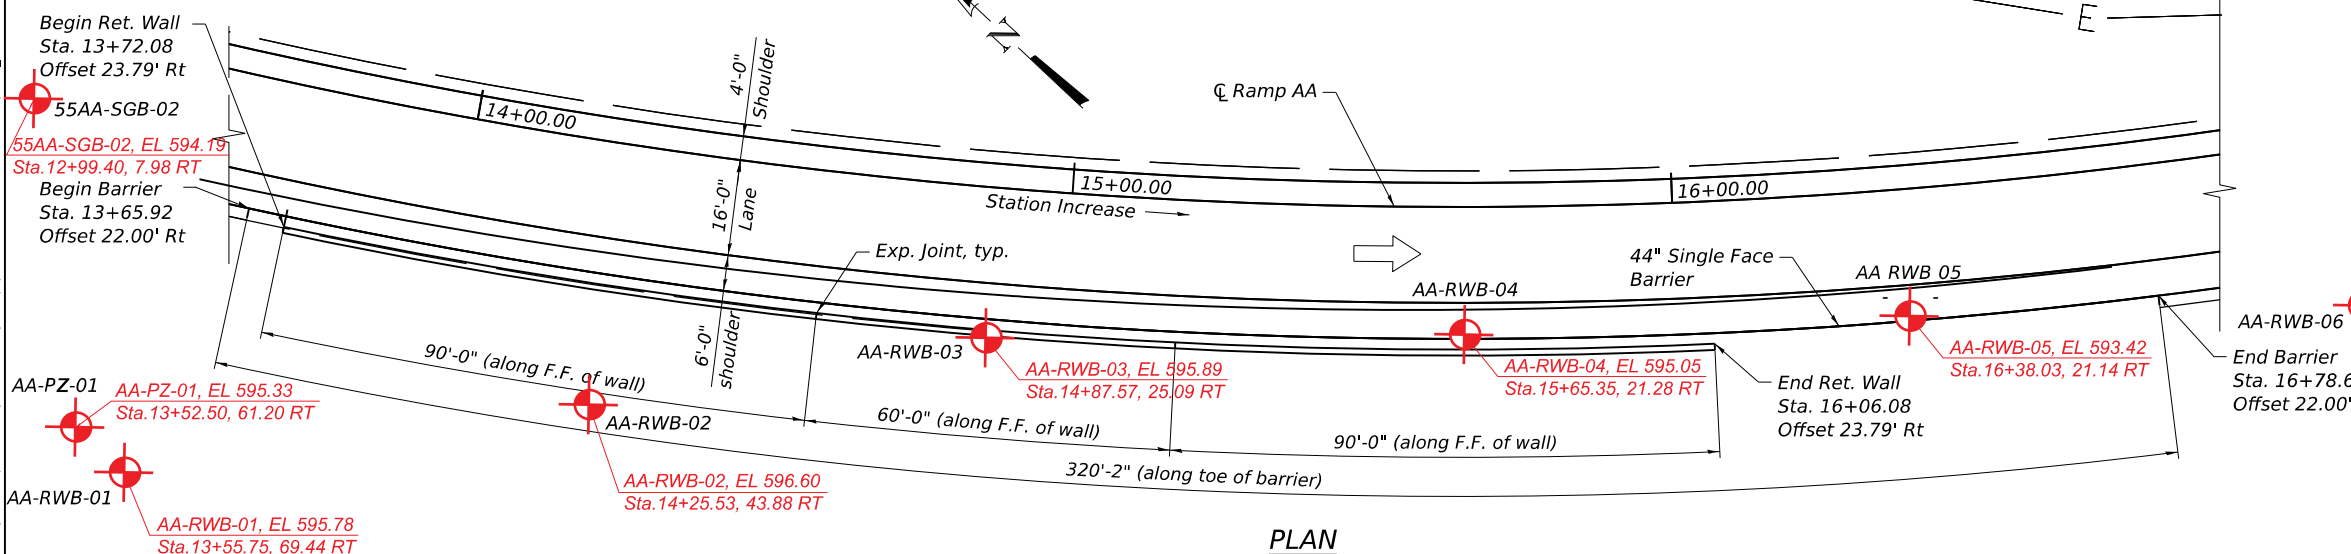 Begin Ret. Wall
Sta. 13+72.08
Offset 23.79' Rt
55AA-SGB-02
55AA-SGB-02, EL 594.19
Sta.12+99.40, 7.98 RT
Begin Barrier
Sta. 13+65.92
Offset 22.00' Rt
14+00.00
4'-0"
Shoulder
16'-0"
Lane
6'-0"
shoulder
N
℄ Ramp AA
E
15+00.00
16+00.00
Station Increase
Exp. Joint, typ.
44" Single Face
Barrier
AA-RWB-04
AA RWB 05
AA-RWB-03
AA-RWB-03, EL 595.89
Sta.14+87.57, 25.09 RT
AA-RWB-04, EL 595.05
Sta.15+65.35, 21.28 RT
AA-RWB-05, EL 593.42
Sta.16+38.03, 21.14 RT
AA-RWB-06
End Barrier
Sta. 16+78.6
Offset 22.00'
End Ret. Wall
Sta. 16+06.08
Offset 23.79' Rt
90'-0" (along F.F. of wall)
60'-0" (along F.F. of wall)
90'-0" (along F.F. of wall)
320'-2" (along toe of barrier)
AA-PZ-01
AA-PZ-01, EL 595.33
Sta.13+52.50, 61.20 RT
AA-RWB-02
AA-RWB-02, EL 596.60
Sta.14+25.53, 43.88 RT
AA-RWB-01
AA-RWB-01, EL 595.78
Sta.13+55.75, 69.44 RT
PLAN